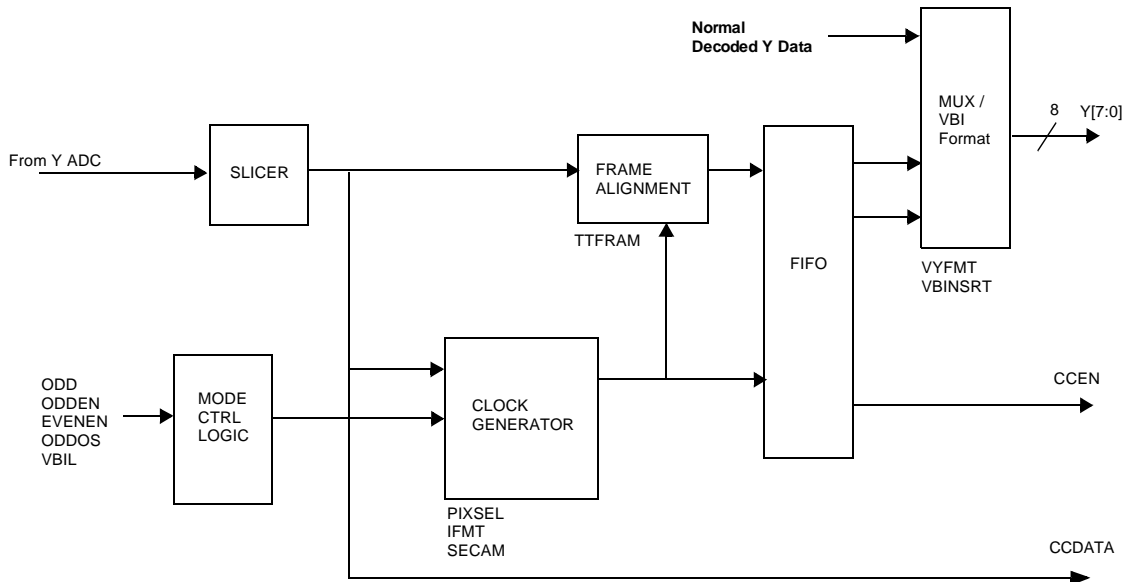 Normal
Decoded Y Data
MUX /
VBI
Format
8
Y[7:0]
From Y ADC
SLICER
FRAME
ALIGNMENT
TTFRAM
FIFO
VYFMT
VBINSRT
ODD
ODDEN
EVENEN
ODDOS
VBIL
MODE
CTRL
LOGIC
CLOCK
GENERATOR
CCEN
PIXSEL
IFMT
SECAM
CCDATA